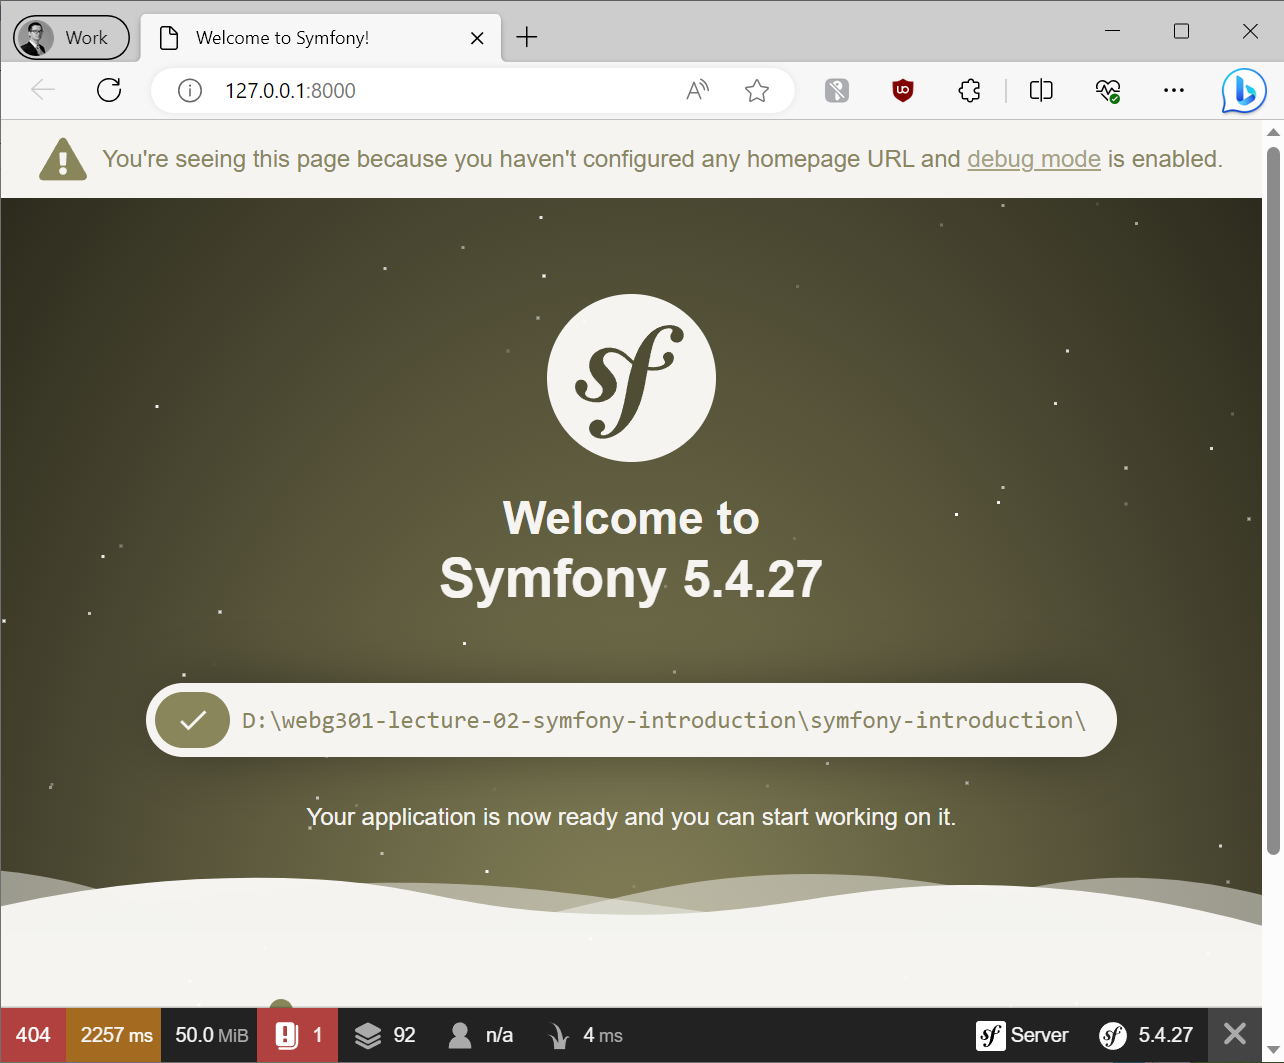 Work
Welcome to Symfony!
127.0.0.1:8000
You're seeing this page because you haven't configured any homepage URL and debug mode is enabled.
sf
Welcome to
Symfony 5.4.27
D:\webg301-lecture-02-symfony-introduction\symfony-introduction\
Your application is now ready and you can start working on it.
404 2257 ms 50.0 MiB 1 92 n/a 4 ms sf Server sf 5.4.27